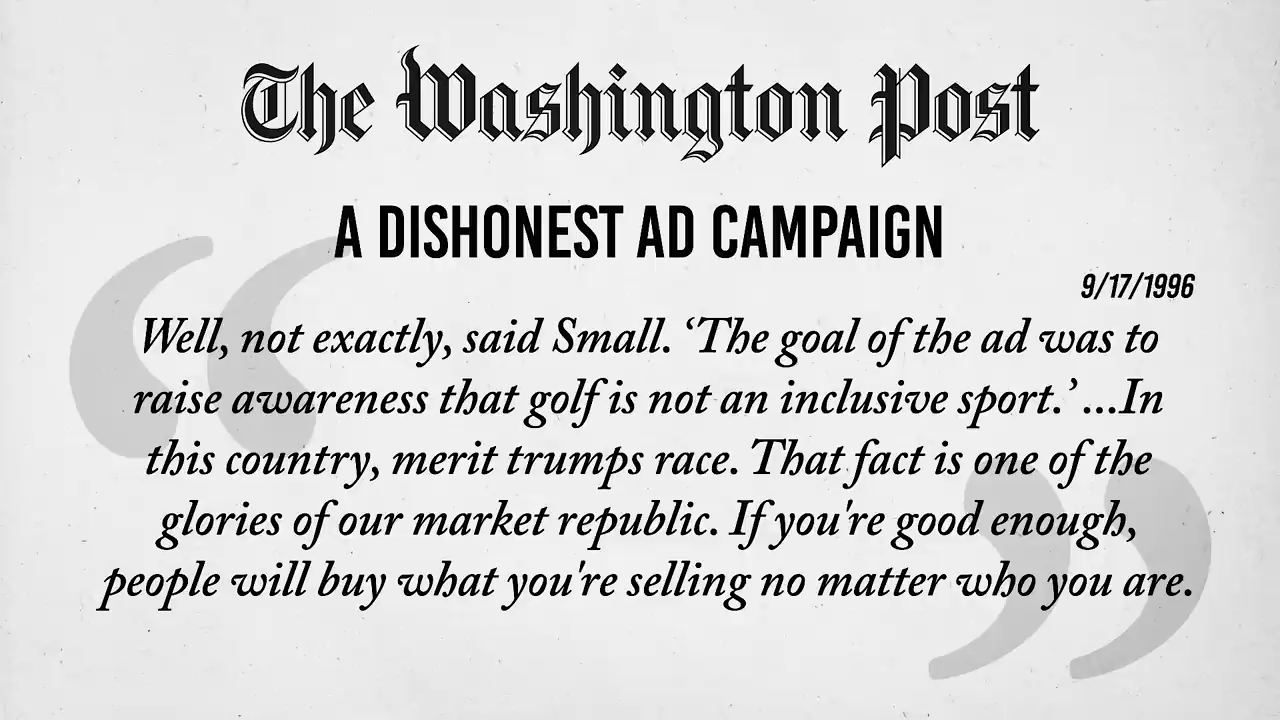 The Washington Post
A DISHONEST AD CAMPAIGN
9/17/1996
Well, not exactly, said Small. ‘The goal of the ad was to
raise awareness that golf is not an inclusive sport.’ ...In
this country, merit trumps race. That fact is one of the
glories of our market republic. If you're good enough,
people will buy what you're selling no matter who you are.